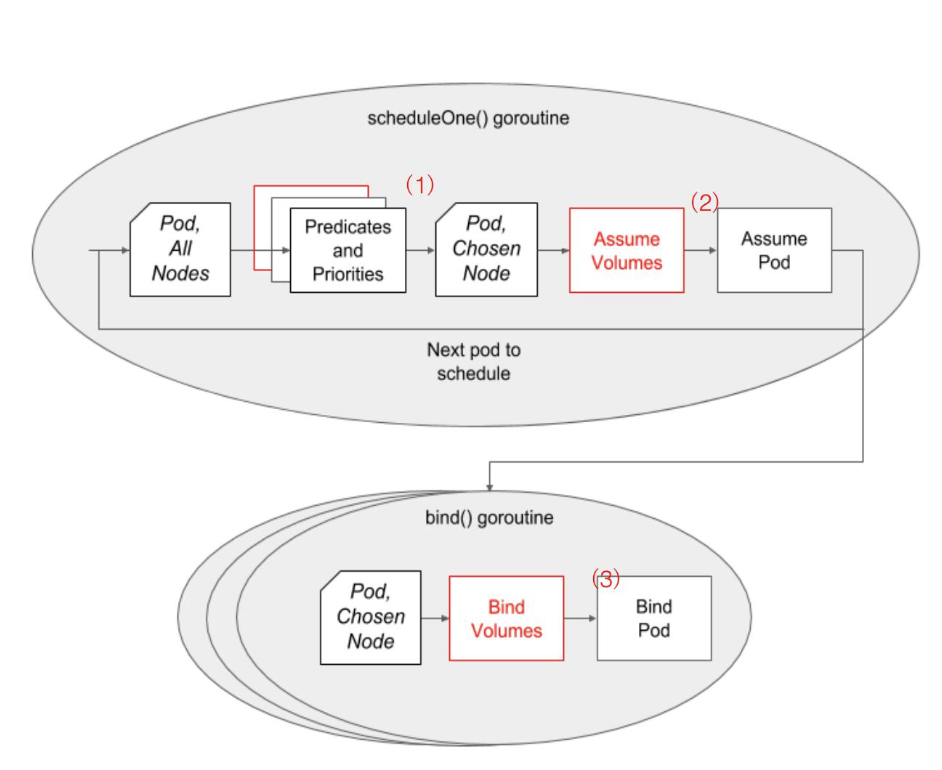 scheduleOne() goroutine
(1)
(2)
Pod,
All
Nodes
Predicates
and
Priorities
Pod,
Chosen
Node
Assume
Volumes
Assume
Pod
Next pod to
schedule
bind() goroutine
(3)
Pod,
Chosen
Node
Bind
Volumes
Bind
Pod